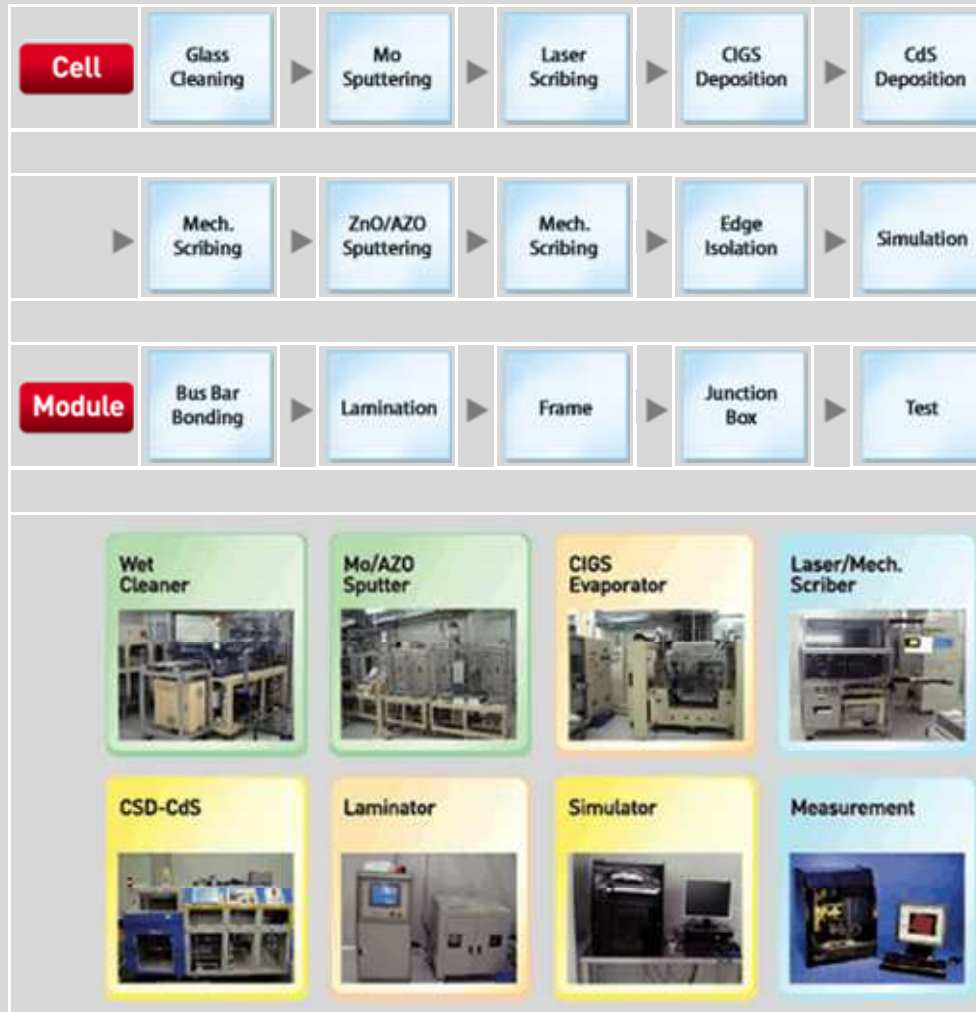 Cell
Glass
Cleaning
Mo
Sputtering
Laser
Scribing
CIGS
Deposition
CdS
Deposition
Mech.
Scribing
ZnO/AZO
Sputtering
Mech.
Scribing
Edge
Isolation
Simulation
Module
Bus Bar
Bonding
Lamination
Frame
Junction
Box
Test
Wet
Cleaner
Mo/AZO
Sputter
CIGS
Evaporator
Laser/Mech.
Scriber
CSD-CdS
Laminator
Simulator
Measurement